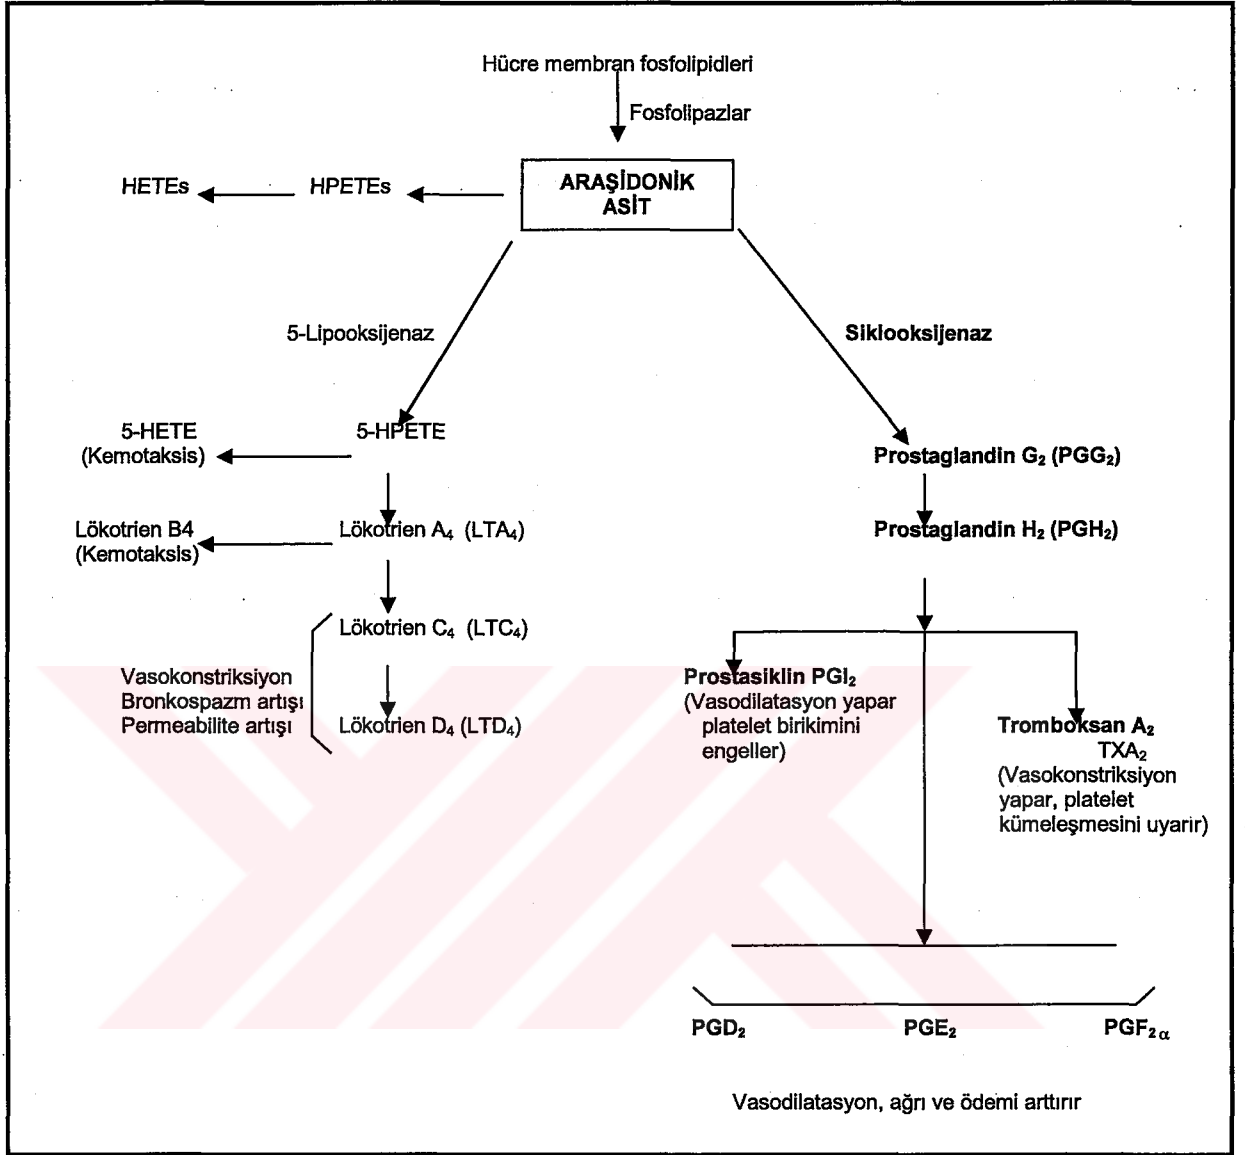 Hücre membran fosfolipidleri
Fosfolipazlar
ARAŞİDONİK
ASİT
HPETEs
HETEs
5-Lipooksijenaz
Siklooksijenaz
5-HETE
(Kemotaksis)
5-HPETE
Prostaglandin G₂ (PGG₂)
Lökotrien B4
(Kemotaksis)
Lökotrien A₄ (LTA₄)
Prostaglandin H₂ (PGH₂)
Lökotrien C₄ (LTC₄)
Vasokonstriksiyon
Bronkospazm artışı
Permeabilite artışı
Lökotrien D₄ (LTD₄)
Prostasiklin PGI₂
(Vasodilatasyon yapar
platelet birikimini
engeller)
Tromboksan A₂
TXA₂
(Vasokonstriksiyon
yapar, platelet
kümeleşmesini uyarır)
PGD₂ PGE₂ PGF₂α
Vasodilatasyon, ağrı ve ödemi arttırır